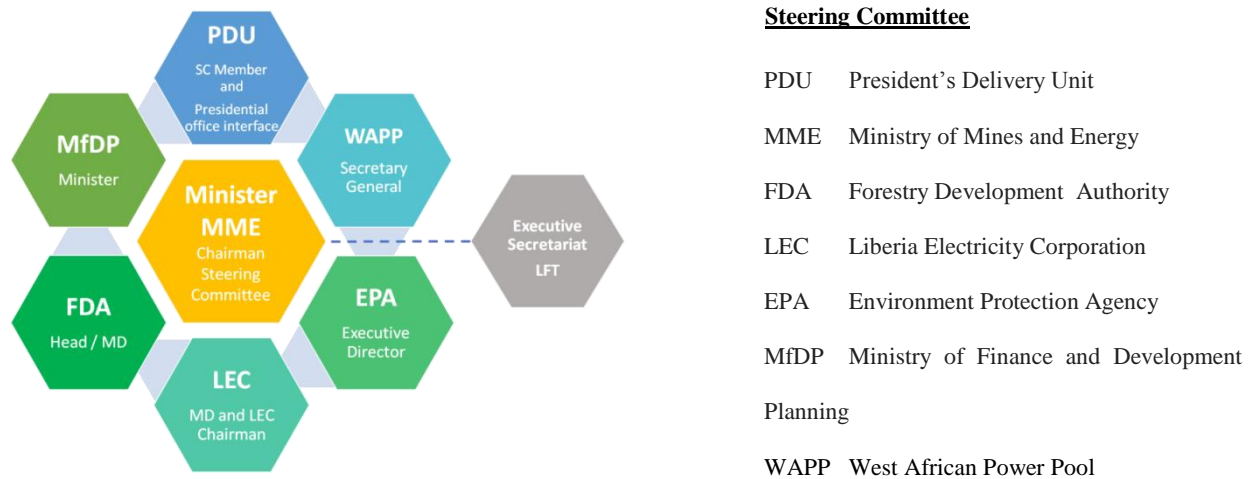 PDU
SC Member
and
Presidential
office interface
MfDP
Minister
WAPP
Secretary
General
Minister
MME
Chairman
Steering
Committee
Executive
Secretariat
LFT
FDA
Head / MD
EPA
Executive
Director
LEC
MD and LEC
Chairman
Steering Committee
PDU President’s Delivery Unit
MME Ministry of Mines and Energy
FDA Forestry Development Authority
LEC Liberia Electricity Corporation
EPA Environment Protection Agency
MfDP Ministry of Finance and Development
Planning
WAPP West African Power Pool